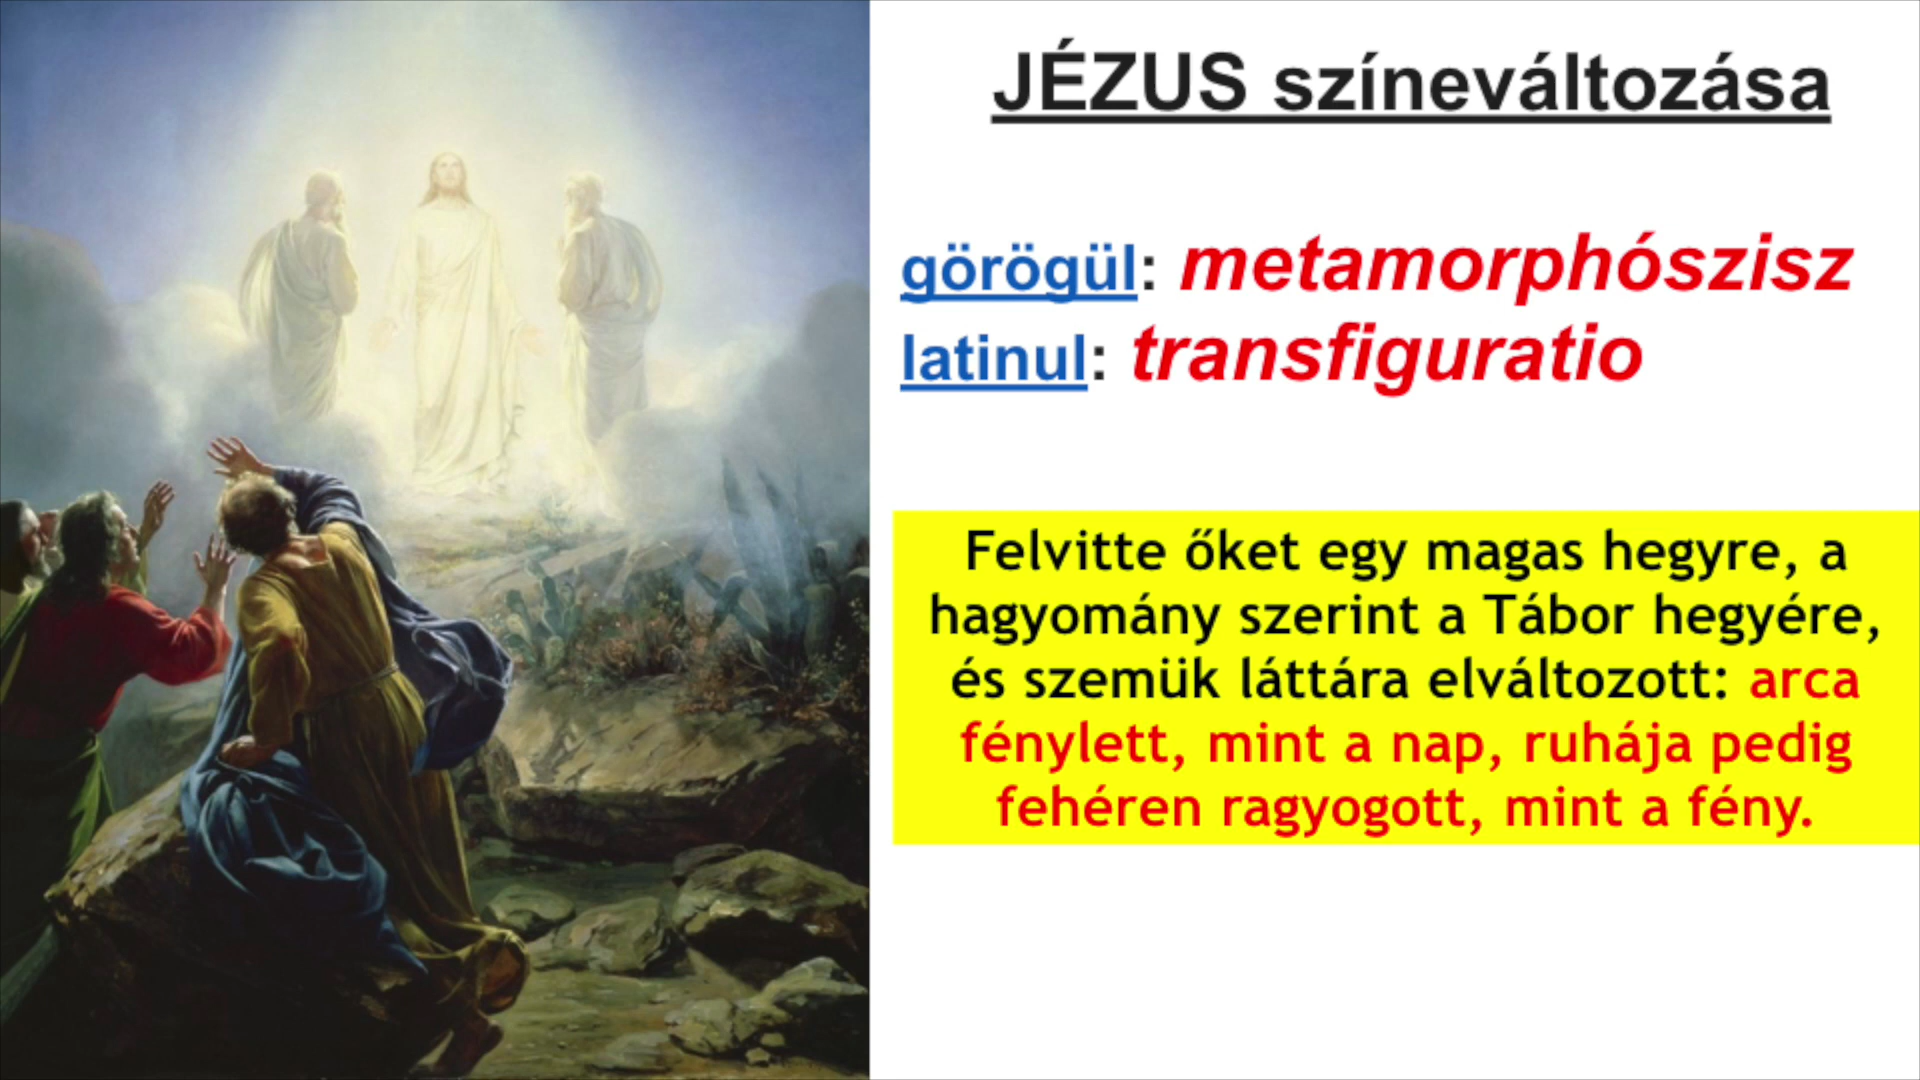 JÉZUS színeváltozása
görögül: metamorphószisz
latinul: transfiguratio
Felvitte őket egy magas hegyre, a
hagyomány szerint a Tábor hegyére,
és szemük láttára elváltozott: arca
fénylett, mint a nap, ruhája pedig
fehéren ragyogott, mint a fény.